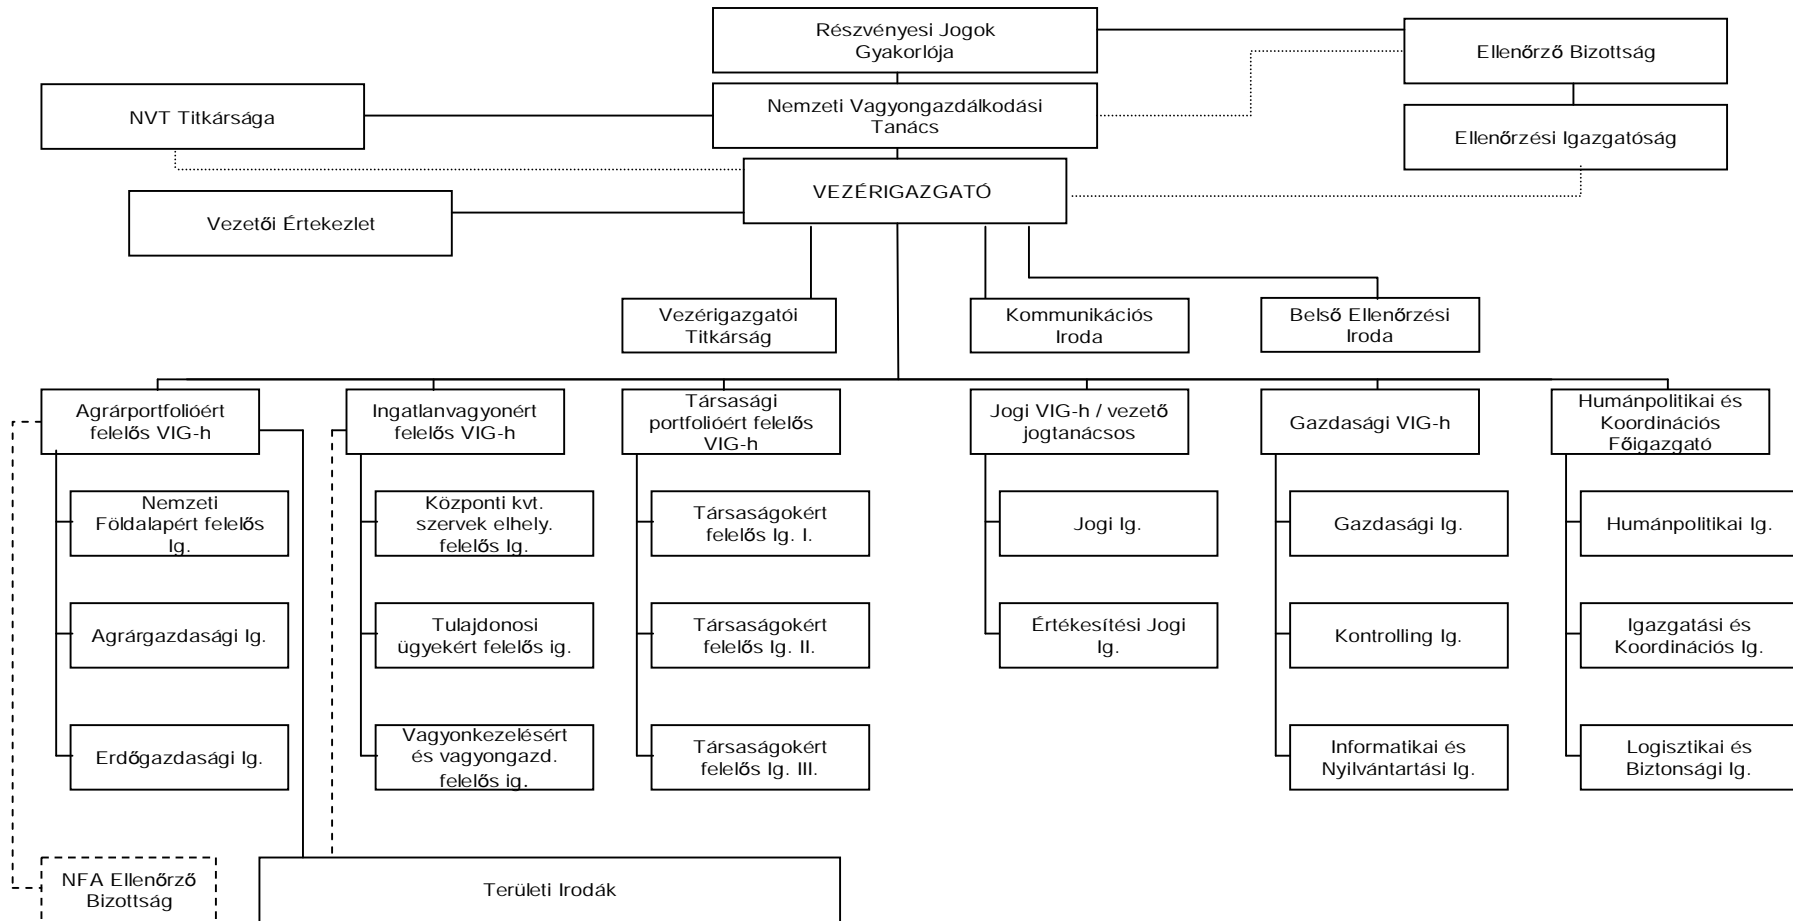 Részvényesi Jogok
Gyakorlója
Ellenőrző Bizottság
NVT Titkársága
Nemzeti Vagyongazdálkodási
Tanács
Ellenőrzési Igazgatóság
VEZÉRIGAZGATÓ
Vezetői Értekezlet
Vezérigazgatói
Titkárság
Kommunikációs
Iroda
Belső Ellenőrzési
Iroda
Agrárportfolióért
felelős VIG-h
Ingatlanvagyonért
felelős VIG-h
Társasági
portfolióért felelős
VIG-h
Jogi VIG-h / vezető
jogtanácsos
Gazdasági VIG-h
Humánpolitikai és
Koordinációs
Főigazgató
Nemzeti
Földalapért felelős
Ig.
Központi kvt.
szervek elhely.
felelős Ig.
Társaságokért
felelős Ig. I.
Jogi Ig.
Gazdasági Ig.
Humánpolitikai Ig.
Agrárgazdasági Ig.
Tulajdonosi
ügyekért felelős ig.
Társaságokért
felelős Ig. II.
Értékesítési Jogi
Ig.
Kontrolling Ig.
Igazgatási és
Koordinációs Ig.
Erdőgazdasági Ig.
Vagyonkezelésért
és vagyongazd.
felelős ig.
Társaságokért
felelős Ig. III.
Informatikai és
Nyilvántartási Ig.
Logisztikai és
Biztonsági Ig.
NFA Ellenőrző
Bizottság
Területi Irodák